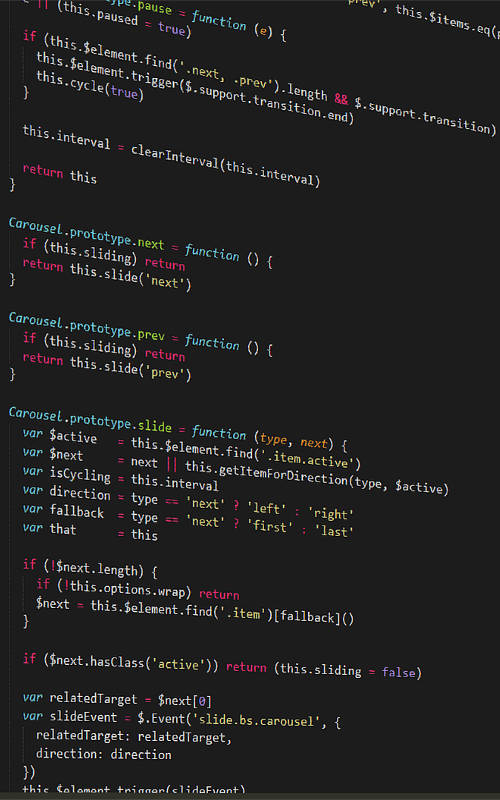 .prototype.pause = function (e) {
e || (this.paused = true)
prev', this.$items.eq(
if (this.$element.find('.next, .prev').length && $.support.transition) {
this.$element.trigger($.support.transition.end)
this.cycle(true)
}
this.interval = clearInterval(this.interval)
return this
}
Carousel.prototype.next = function () {
if (this.sliding) return
return this.slide('next')
}
Carousel.prototype.prev = function () {
if (this.sliding) return
return this.slide('prev')
}
Carousel.prototype.slide = function (type, next) {
var $active = this.$element.find('.item.active')
var $next = next || this.getItemForDirection(type, $active)
var isCycling = this.interval
var direction = type == 'next' ? 'left' : 'right'
var fallback = type == 'next' ? 'first' : 'last'
var that = this
if (!$next.length) {
if (!this.options.wrap) return
$next = this.$element.find('.item')[fallback]()
}
if ($next.hasClass('active')) return (this.sliding = false)
var relatedTarget = $next[0]
var slideEvent = $.Event('slide.bs.carousel', {
relatedTarget: relatedTarget,
direction: direction
})
this.$element.trigger(slideEvent)